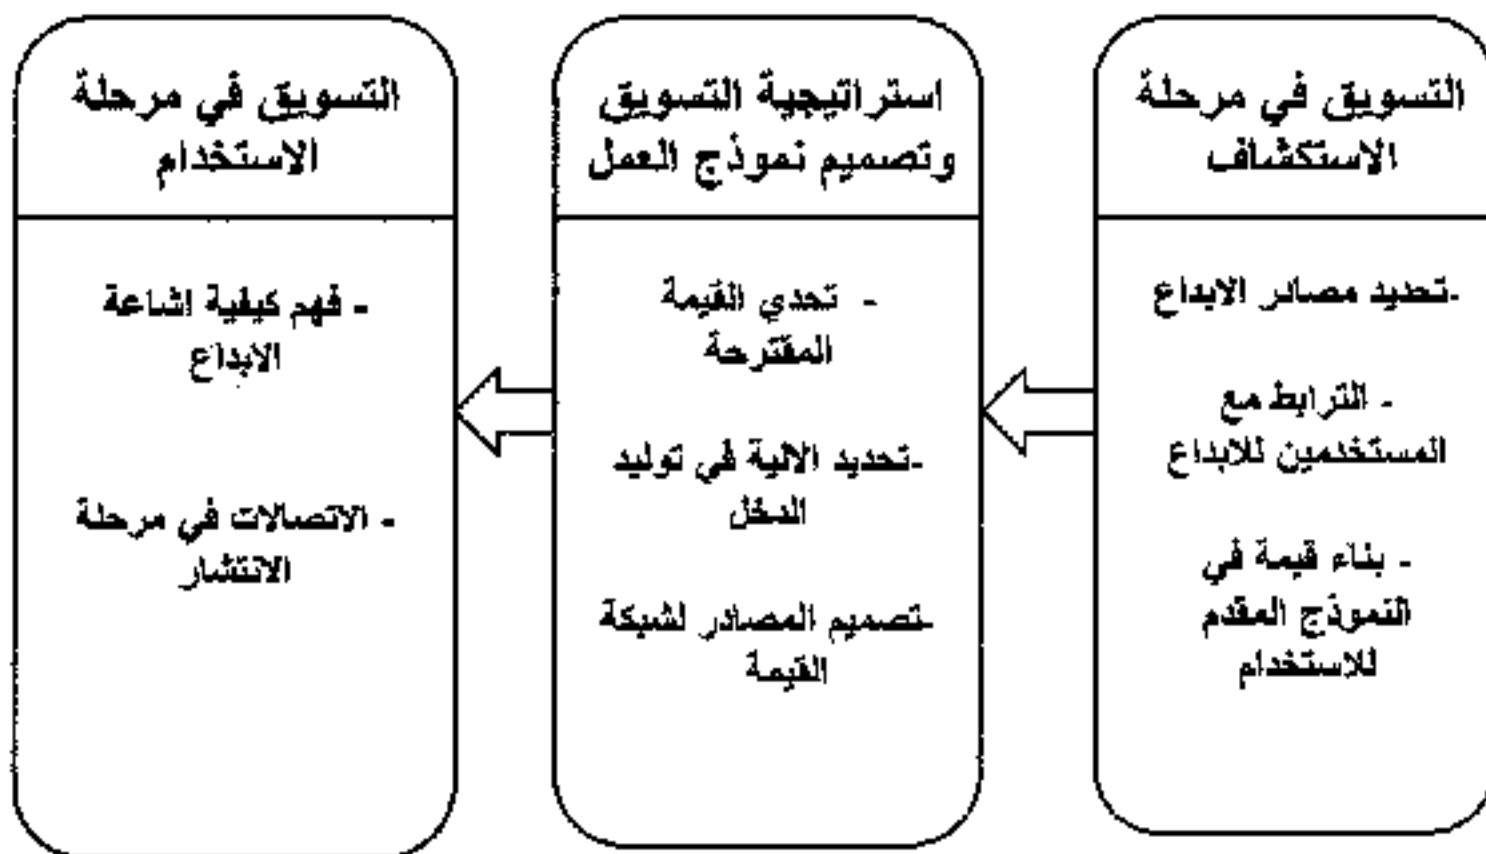 التسويق في مرحلة
الاستكشاف
-تحديد مصادر الابداع
- الترابط مع
المستخدمين للابداع
- بناء قيمة في
النموذج المقدم
للاستخدام
استراتيجية التسويق
وتصميم نموذج العمل
- تحدي القيمة
المقترحة
-تحديد الالية في توليد
الدخل
-تصميم المصادر لشبكة
القيمة
التسويق في مرحلة
الاستخدام
- فهم كيفية اشاعة
الابداع
- الاتصالات في مرحلة
الانتشار